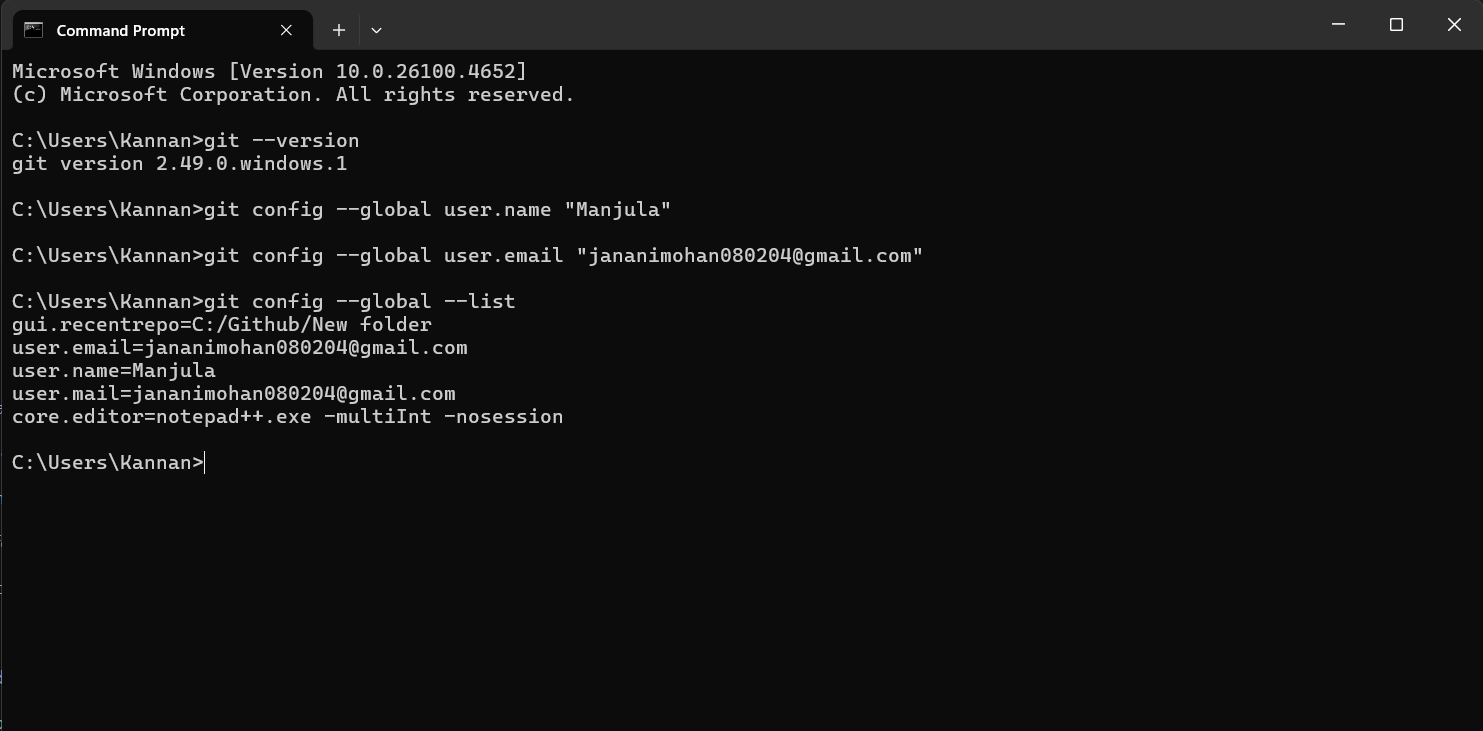 Command Prompt
Microsoft Windows [Version 10.0.26100.4652]
(c) Microsoft Corporation. All rights reserved.
C:\Users\Kannan>git --version
git version 2.49.0.windows.1
C:\Users\Kannan>git config --global user.name "Manjula"
C:\Users\Kannan>git config --global user.email "jananimohan080204@gmail.com"
C:\Users\Kannan>git config --global --list
gui.recentrepo=C:/Github/New folder
user.email=jananimohan080204@gmail.com
user.name=Manjula
user.mail=jananimohan080204@gmail.com
core.editor=notepad++.exe -multiInt -nosession
C:\Users\Kannan>